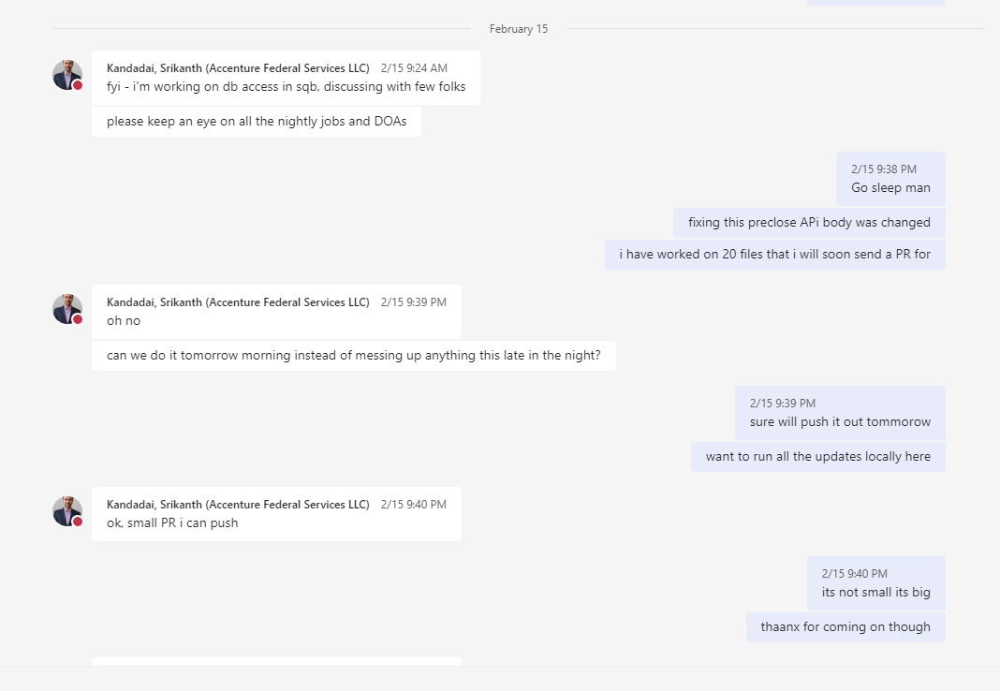 February 15
Kandadai, Srikanth (Accenture Federal Services LLC) 2/15 9:24 AM
fyi - i'm working on db access in sqb, discussing with few folks
please keep an eye on all the nightly jobs and DOAs
2/15 9:38 PM
Go sleep man
fixing this preclose APi body was changed
i have worked on 20 files that i will soon send a PR for
Kandadai, Srikanth (Accenture Federal Services LLC) 2/15 9:39 PM
oh no
can we do it tomorrow morning instead of messing up anything this late in the night?
2/15 9:39 PM
sure will push it out tommorow
want to run all the updates locally here
Kandadai, Srikanth (Accenture Federal Services LLC) 2/15 9:40 PM
ok, small PR i can push
2/15 9:40 PM
its not small its big
thaanx for coming on though